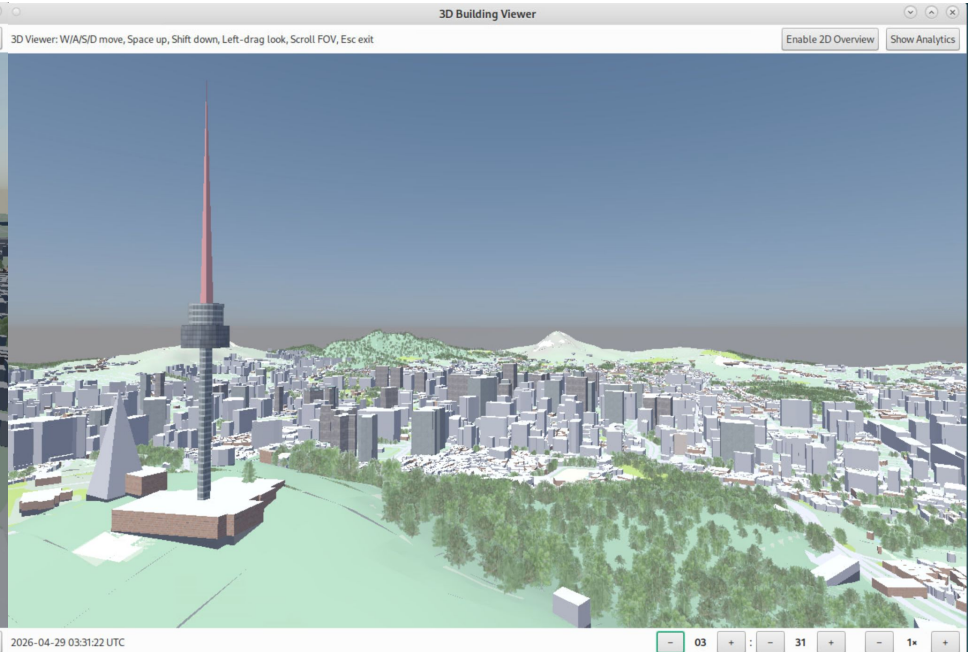 3D Building Viewer
3D Viewer: W/A/S/D move, Space up, Shift down, Left-drag look, Scroll FOV, Esc exit
Enable 2D Overview
Show Analytics
2026-04-29 03:31:22 UTC
− 03 + : − 31 + − 1× +